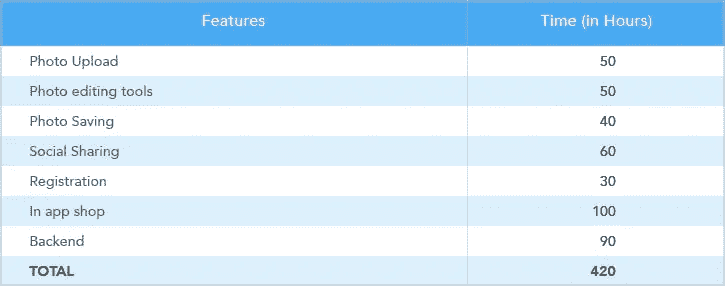 Features Time (in Hours)
Photo Upload 50
Photo editing tools 50
Photo Saving 40
Social Sharing 60
Registration 30
In app shop 100
Backend 90
TOTAL 420